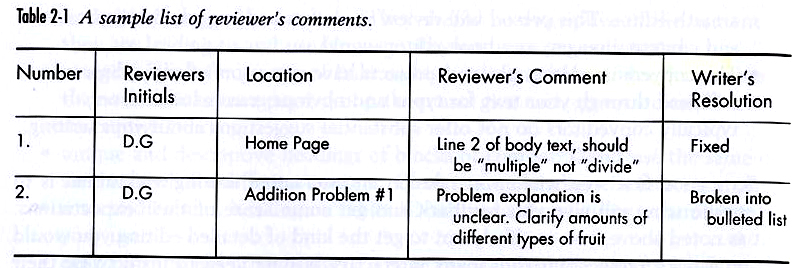 Table 2-1 A sample list of reviewer's comments.
Number Reviewers Location Reviewer's Comment Writer's
Initials Resolution
1. D.G Home Page Line 2 of body text, should Fixed
be "multiple" not "divide"
2. D.G Addition Problem #1 Problem explanation is Broken into
unclear. Clarify amounts of bulleted list
different types of fruit